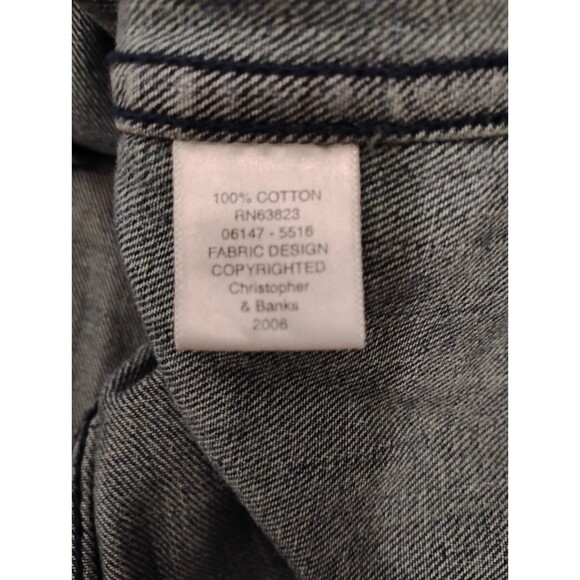 100% COTTON
RN63823
06147 - 5516
FABRIC DESIGN
COPYRIGHTED
Christopher
& Banks
2006